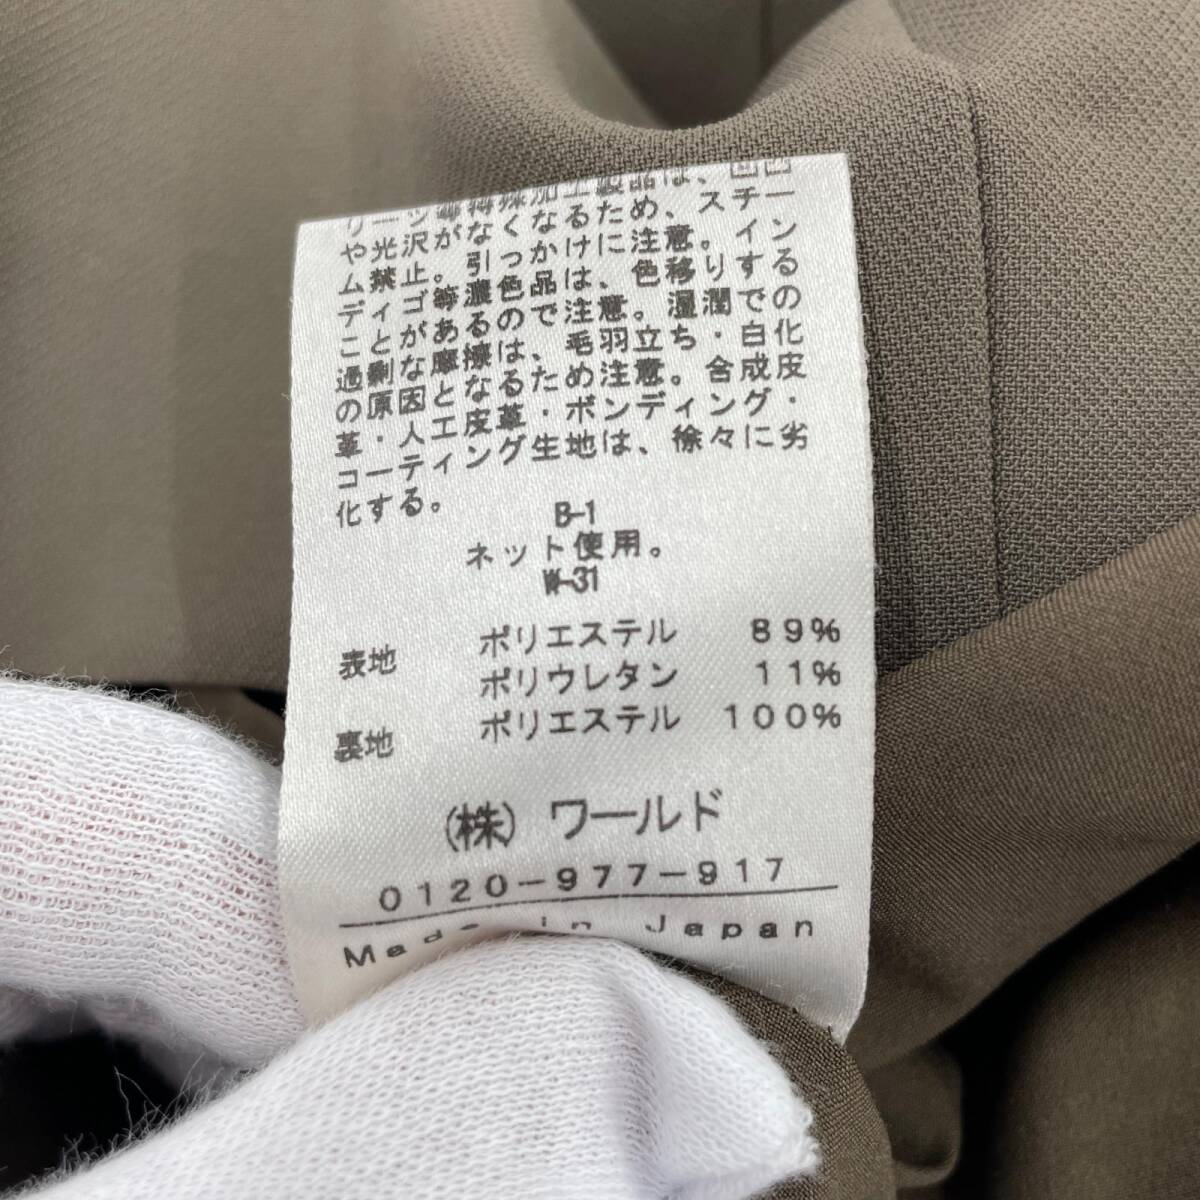 リーツ等特殊加工製品は、
や光沢がなくなるため、スチー
ム禁止。引っかけに注意。イン
ディゴ等濃色品は、色移りする
ことがあるので注意。湿潤での
過剰な摩擦は、毛羽立ち・白化
の原因となるため注意。合成皮
革・人工皮革・ボンディング・
コーティング生地は、徐々に劣
化する。
B-1
ネット使用。
W-31
表地 ポリエステル 89%
ポリウレタン 11%
裏地 ポリエステル 100%
(株) ワールド
0120-977-917
Made in Japan